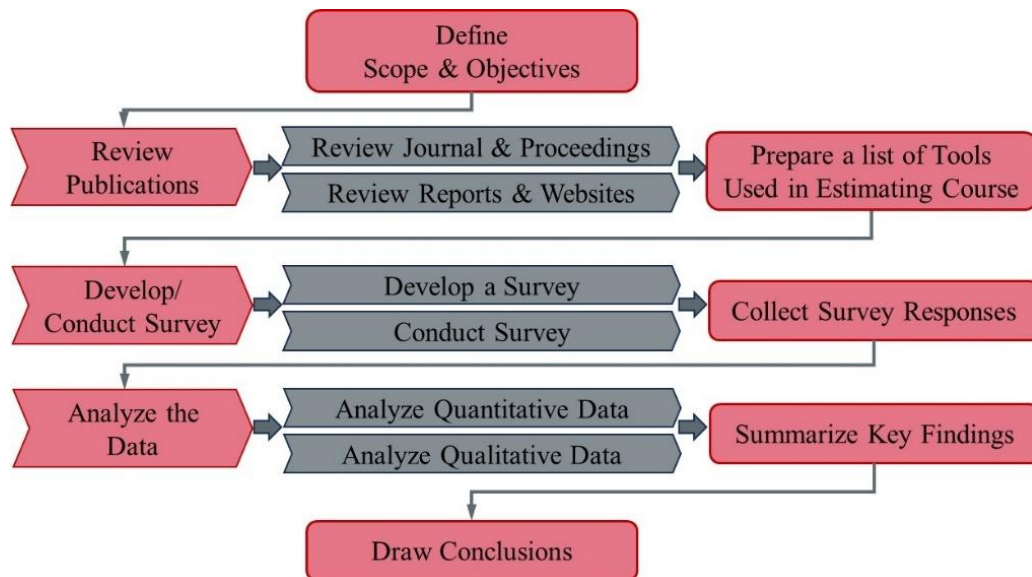 Define
Scope & Objectives
Review
Publications
Review Journal & Proceedings
Review Reports & Websites
Prepare a list of Tools
Used in Estimating Course
Develop/
Conduct Survey
Develop a Survey
Conduct Survey
Collect Survey Responses
Analyze the
Data
Analyze Quantitative Data
Analyze Qualitative Data
Summarize Key Findings
Draw Conclusions